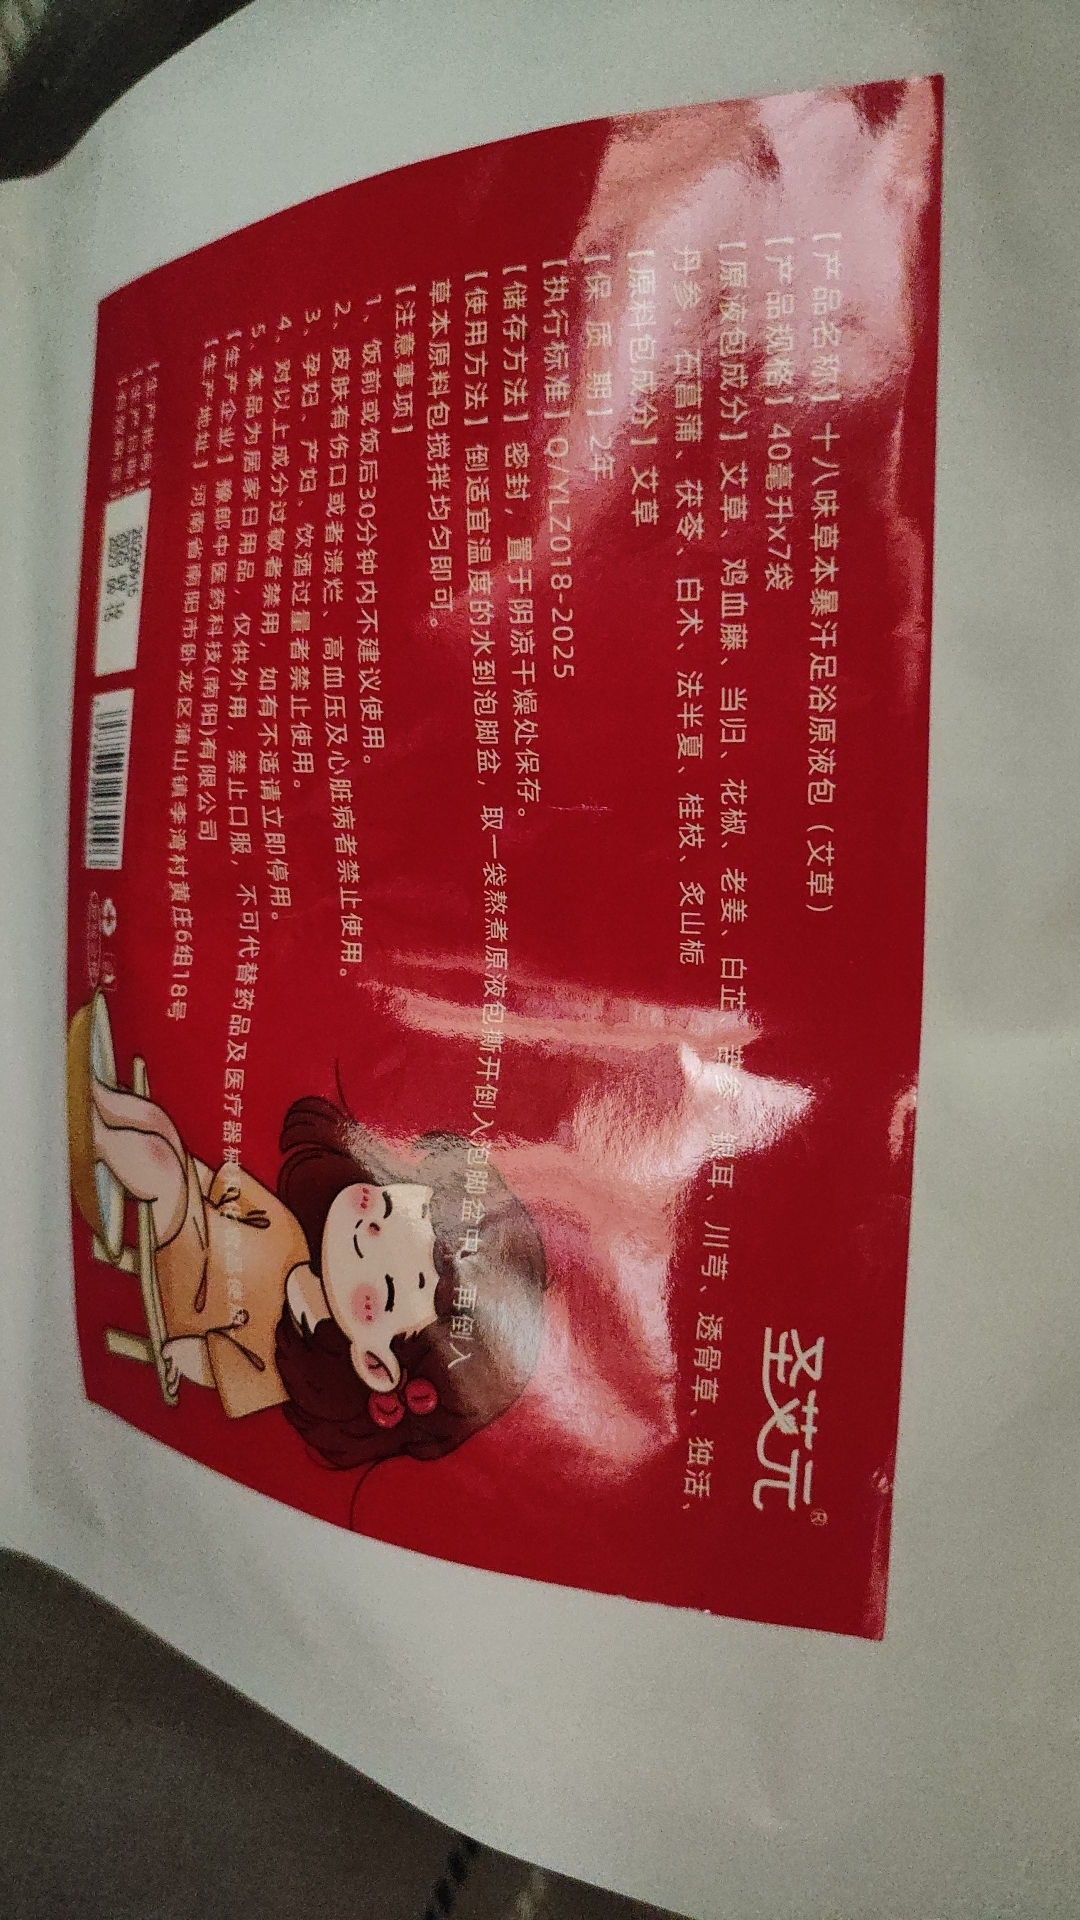 圣艾元®
【产品名称】十八味草本暴汗足浴原液包（艾草）
【产品规格】40毫升x7袋
【原液包成分】艾草、鸡血藤、当归、花椒、老姜、白芷、苦参、银耳、川芎、透骨草、独活、
丹参、石菖蒲、茯苓、白术、法半夏、桂枝、炙山栀
【原料包成分】艾草
【保 质 期】2年
【执行标准】Q/YLZ018-2025
【储存方法】密封，置于阴凉干燥处保存。
【使用方法】倒适宜温度的水到泡脚盆，取一袋熬煮原液包撕开倒入泡脚盆中，再倒入
草本原料包搅拌均匀即可。
【注意事项】
1、饭前或饭后30分钟内不建议使用。
2、皮肤有伤口或者溃烂、高血压及心脏病者禁止使用。
3、孕妇、产妇、饮酒过量者禁止使用。
4、对以上成分过敏者禁用，如有不适请立即停用。
5、本品为居家日用品，仅供外用，禁止口服，不可代替药品及医疗器械
【生产企业】豫郎中医药科技(南阳)有限公司
【生产地址】河南省南阳市卧龙区蒲山镇李湾村黄庄6组18号